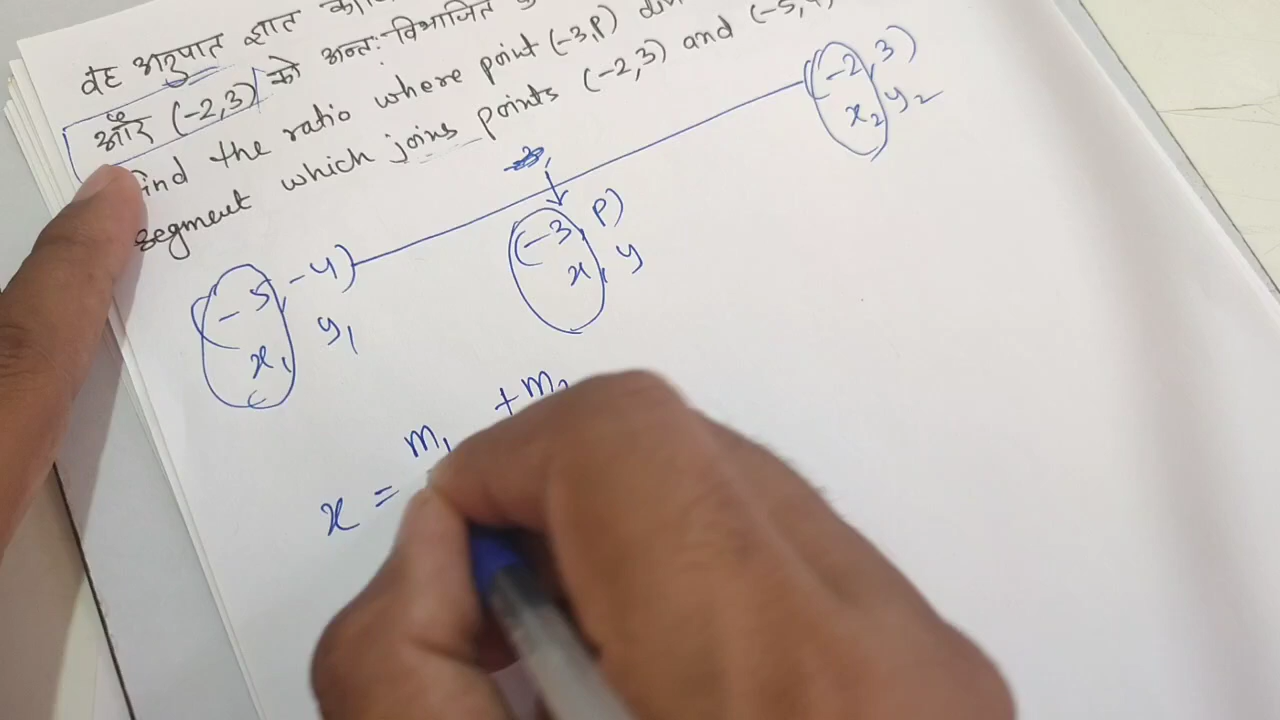 वह अनुपात ज्ञात
और (-2,3) को अन्तः विभाजित
find the ratio where point (-3,P)
segment which joins points (-2,3) and
(-2,3)
x₂ y₂
(-3, P)
x, y
(-5,-4)
x₁ y₁
+m₂
m₁
x =